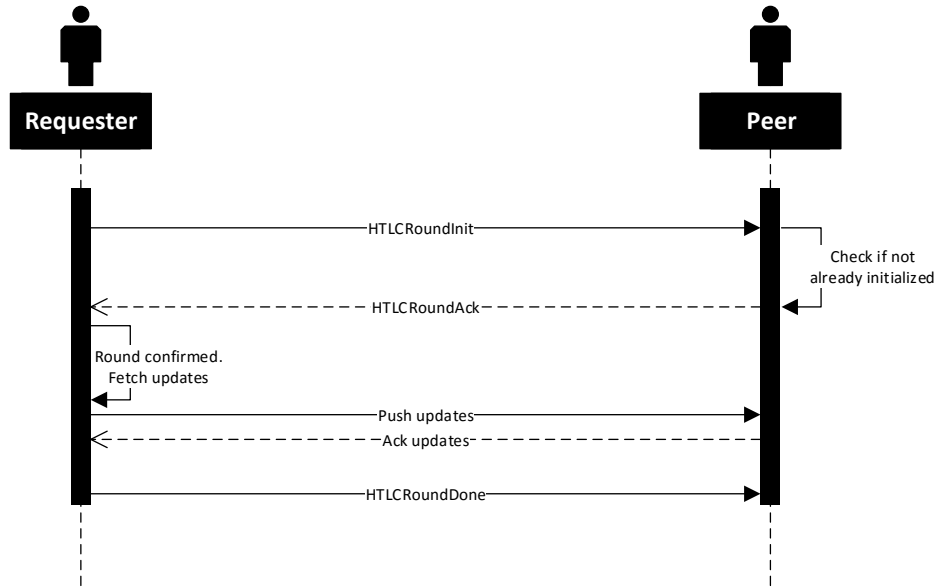 Requester
Peer
HTLCRoundInit
Check if not
already initialized
HTLCRoundAck
Round confirmed.
Fetch updates
Push updates
Ack updates
HTLCRoundDone